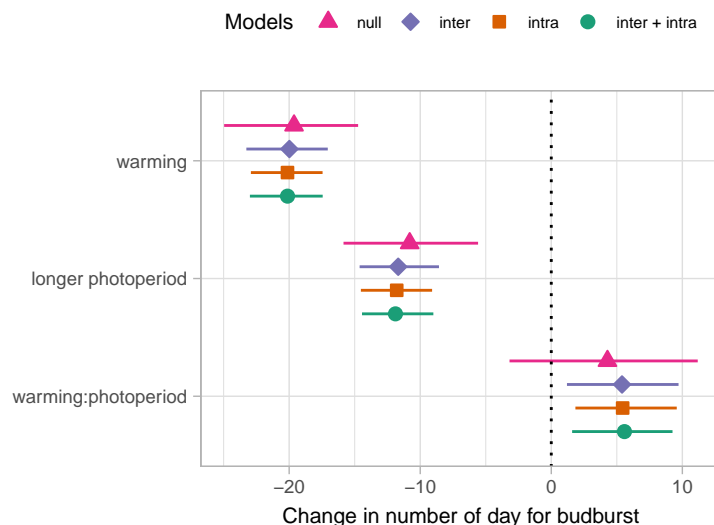 Models null inter intra inter + intra
warming
longer photoperiod
warming:photoperiod
−20 −10 0 10
Change in number of day for budburst